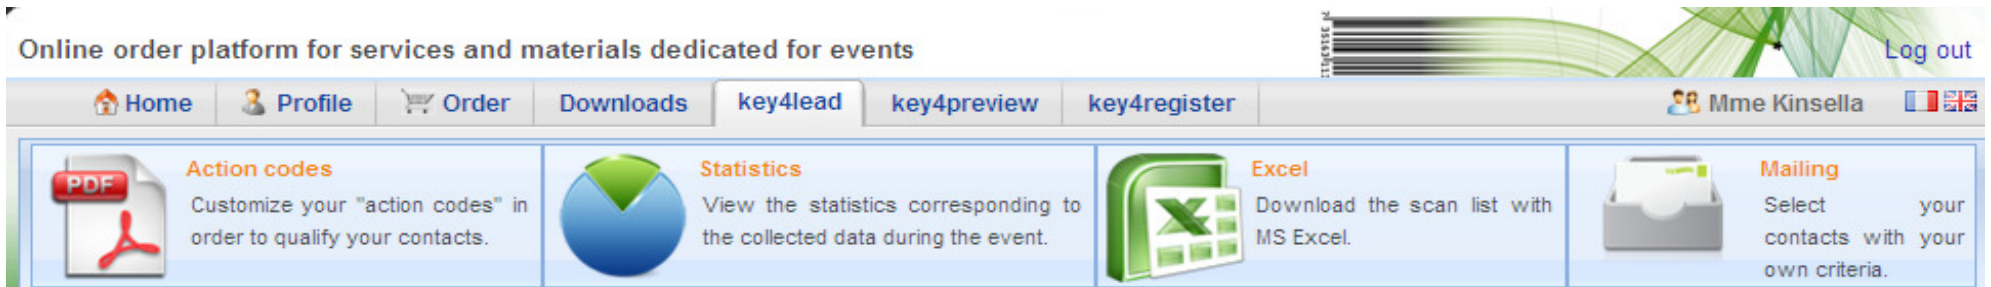 Online order platform for services and materials dedicated for events
Log out
Home
Profile
Order
Downloads
key4lead
key4preview
key4register
Mme Kinsella
PDF
Action codes
Customize your "action codes" in
order to qualify your contacts.
Statistics
View the statistics corresponding to
the collected data during the event.
Excel
Download the scan list with
MS Excel.
Mailing
Select your
contacts with your
own criteria.